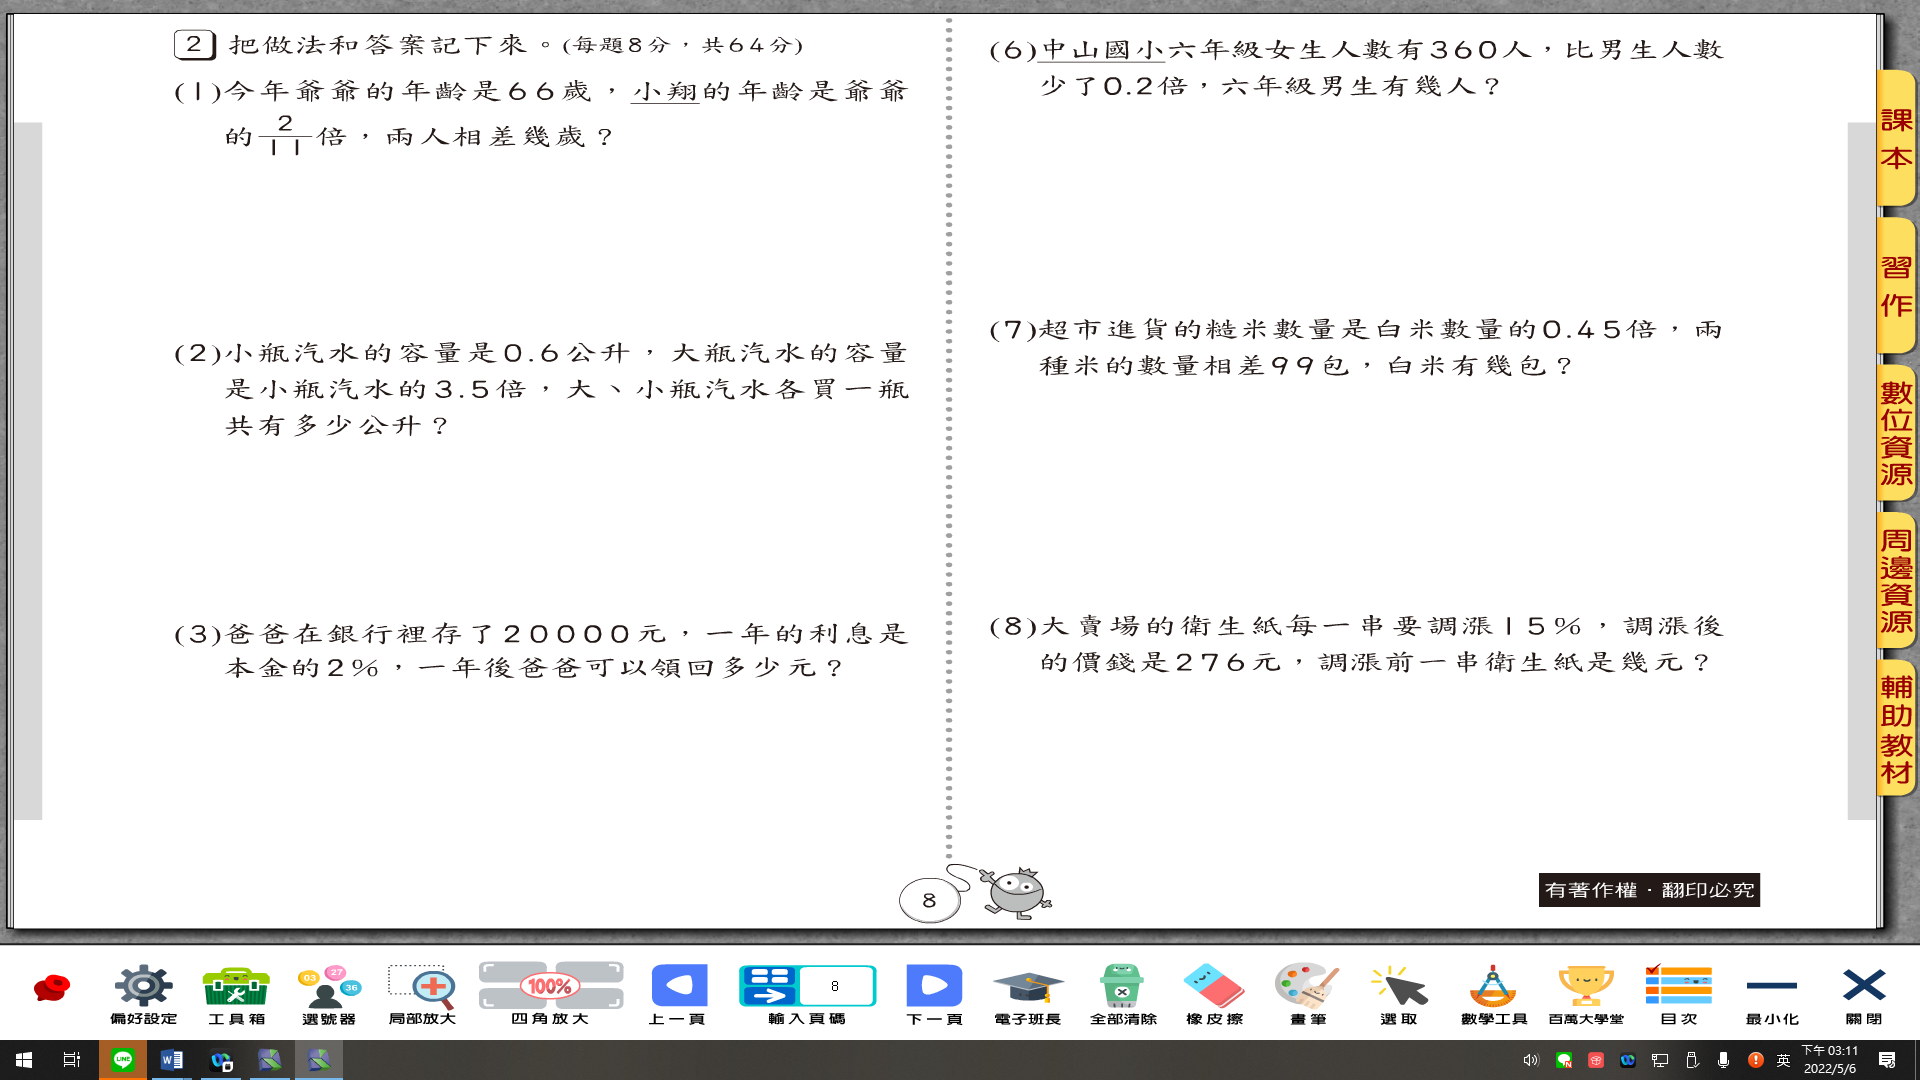 2 把做法和答案記下來。(每題8分，共64分)
(1)今年爺爺的年齡是66歲，小翔的年齡是爺爺
的2/11倍，兩人相差幾歲？
(2)小瓶汽水的容量是0.6公升，大瓶汽水的容量
是小瓶汽水的3.5倍，大、小瓶汽水各買一瓶
共有多少公升？
(3)爸爸在銀行裡存了20000元，一年的利息是
本金的2%，一年後爸爸可以領回多少元？
(6)中山國小六年級女生人數有360人，比男生人數
少了0.2倍，六年級男生有幾人？
(7)超市進貨的糙米數量是白米數量的0.45倍，兩
種米的數量相差99包，白米有幾包？
(8)大賣場的衛生紙每一串要調漲15%，調漲後
的價錢是276元，調漲前一串衛生紙是幾元？
8
有著作權·翻印必究
課本
習作
數位資源
周邊資源
輔助教材
03 27 36
100%
8
偏好設定 工具箱 選號器 局部放大 四角放大 上一頁 輸入頁碼 下一頁 電子班長 全部清除 橡皮擦 畫筆 選取 數學工具 百萬大學堂 目次 最小化 關閉
LINE
英
下午 03:11
2022/5/6